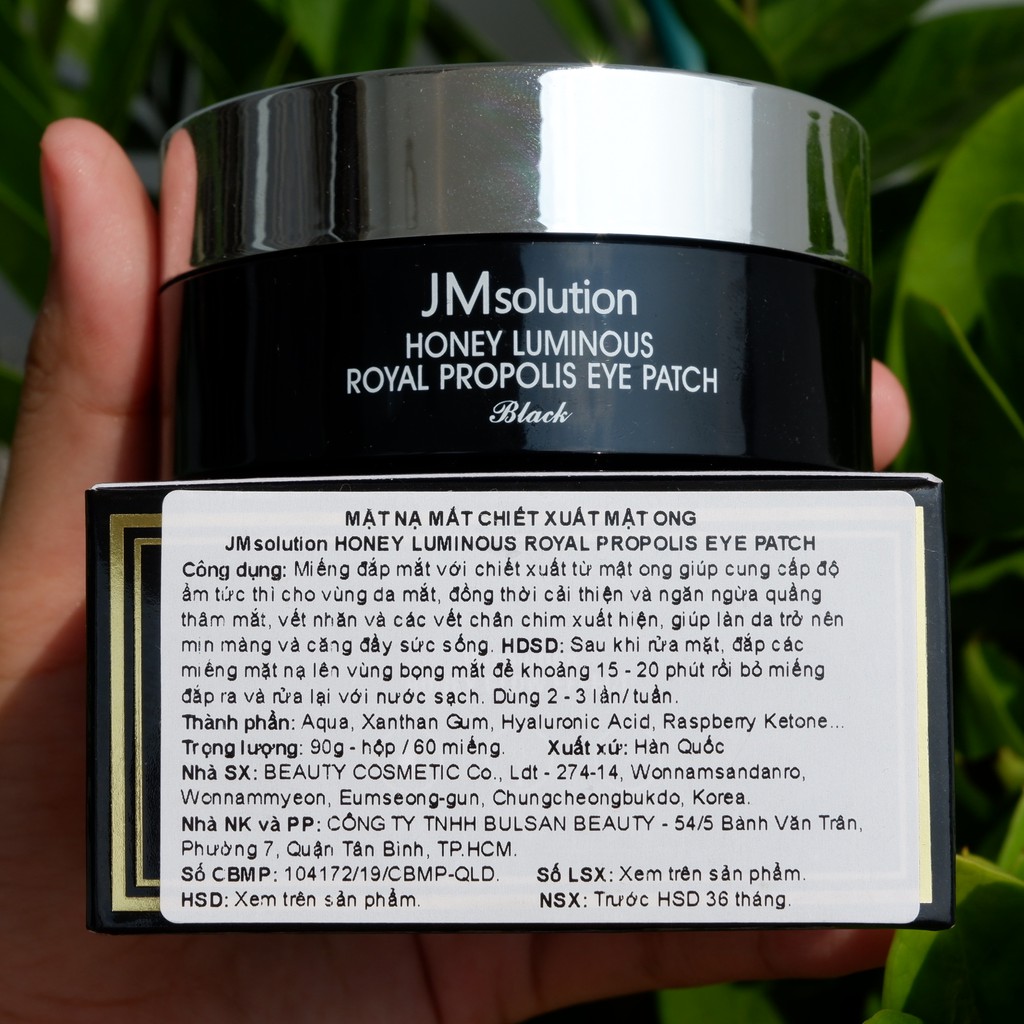 JMsolution
HONEY LUMINOUS
ROYAL PROPOLIS EYE PATCH
Black
MẶT NẠ MẮT CHIẾT XUẤT MẬT ONG
JMsolution HONEY LUMINOUS ROYAL PROPOLIS EYE PATCH
Công dụng: Miếng đắp mắt với chiết xuất từ mật ong giúp cung cấp độ
ẩm tức thì cho vùng da mắt, đồng thời cải thiện và ngăn ngừa quầng
thâm mắt, vết nhăn và các vết chân chim xuất hiện, giúp làn da trở nên
mịn màng và căng đầy sức sống. HDSD: Sau khi rửa mặt, đắp các
miếng mặt nạ lên vùng bọng mắt để khoảng 15 - 20 phút rồi bỏ miếng
đắp ra và rửa lại với nước sạch. Dùng 2 - 3 lần/tuần.
Thành phần: Aqua, Xanthan Gum, Hyaluronic Acid, Raspberry Ketone...
Trọng lượng: 90g - hộp / 60 miếng. Xuất xứ: Hàn Quốc
Nhà SX: BEAUTY COSMETIC Co., Ldt - 274-14, Wonnamsandanro,
Wonnammyeon, Eumseong-gun, Chungcheongbukdo, Korea.
Nhà NK và PP: CÔNG TY TNHH BULSAN BEAUTY - 54/5 Bành Văn Trân,
Phường 7, Quận Tân Bình, TP.HCM.
Số CBMP: 104172/19/CBMP-QLD. Số LSX: Xem trên sản phẩm.
HSD: Xem trên sản phẩm. NSX: Trước HSD 36 tháng.